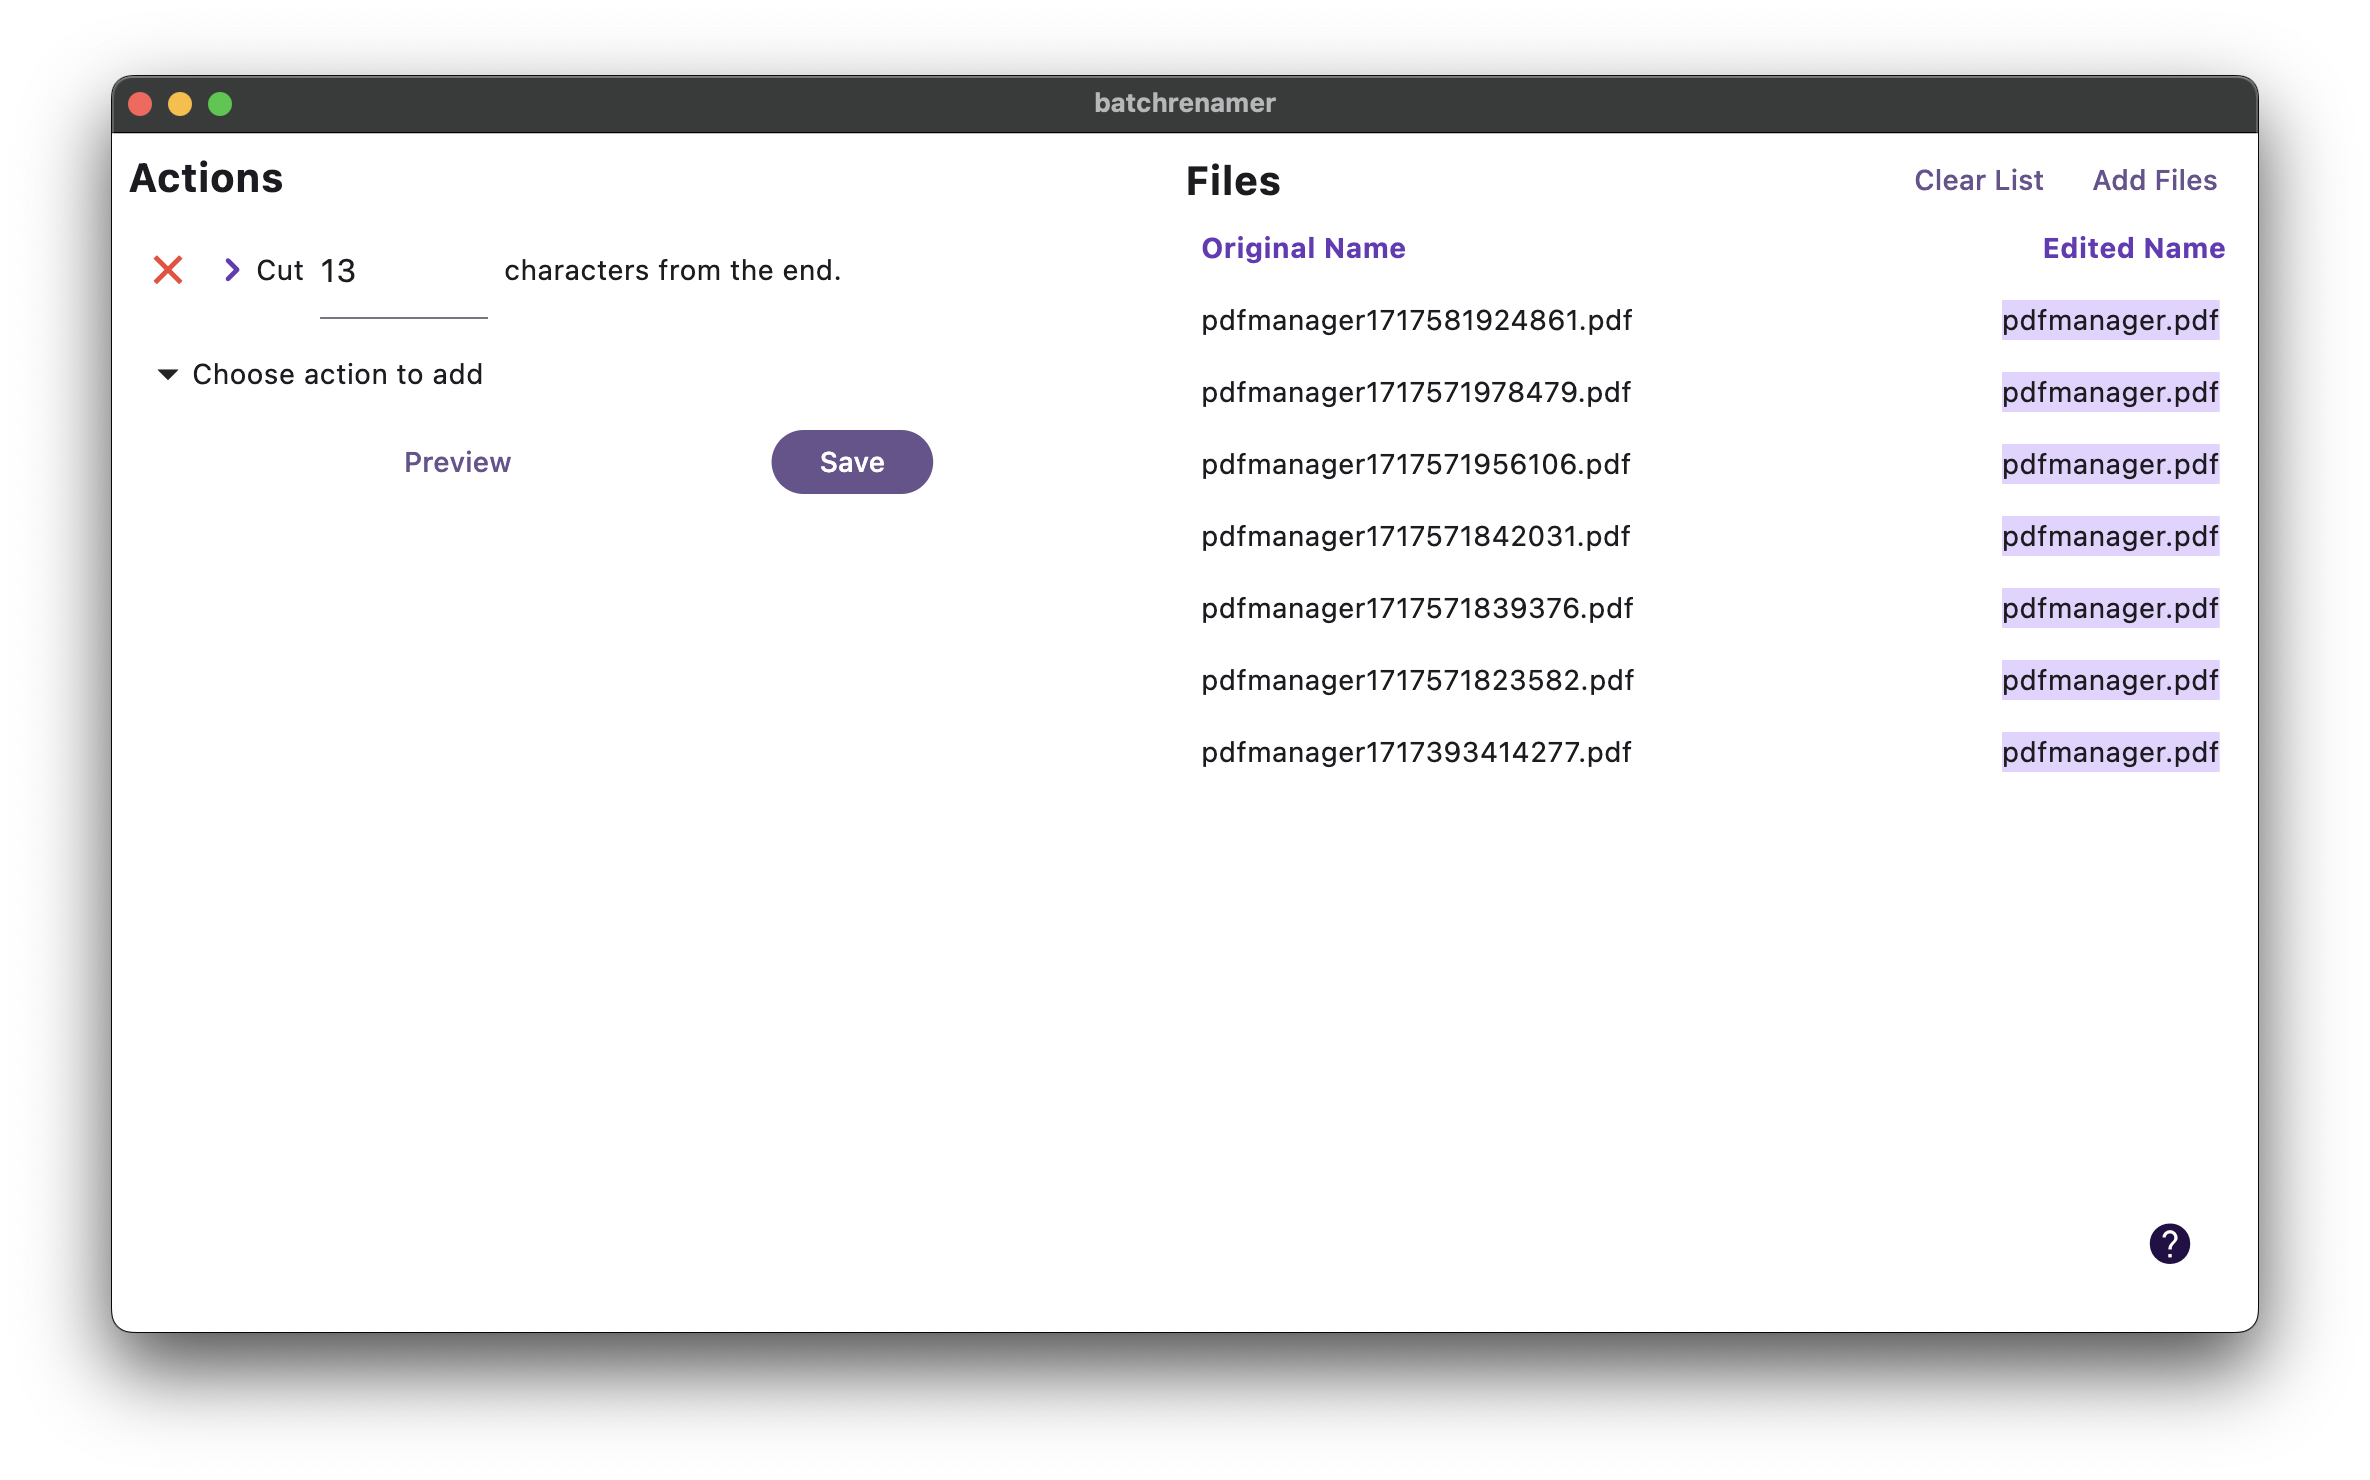 batchrenamer
Actions
Cut 13 characters from the end.
Choose action to add
Preview Save
Files Clear List Add Files
Original Name Edited Name
pdfmanager1717581924861.pdf pdfmanager.pdf
pdfmanager1717571978479.pdf pdfmanager.pdf
pdfmanager1717571956106.pdf pdfmanager.pdf
pdfmanager1717571842031.pdf pdfmanager.pdf
pdfmanager1717571839376.pdf pdfmanager.pdf
pdfmanager1717571823582.pdf pdfmanager.pdf
pdfmanager1717393414277.pdf pdfmanager.pdf
?